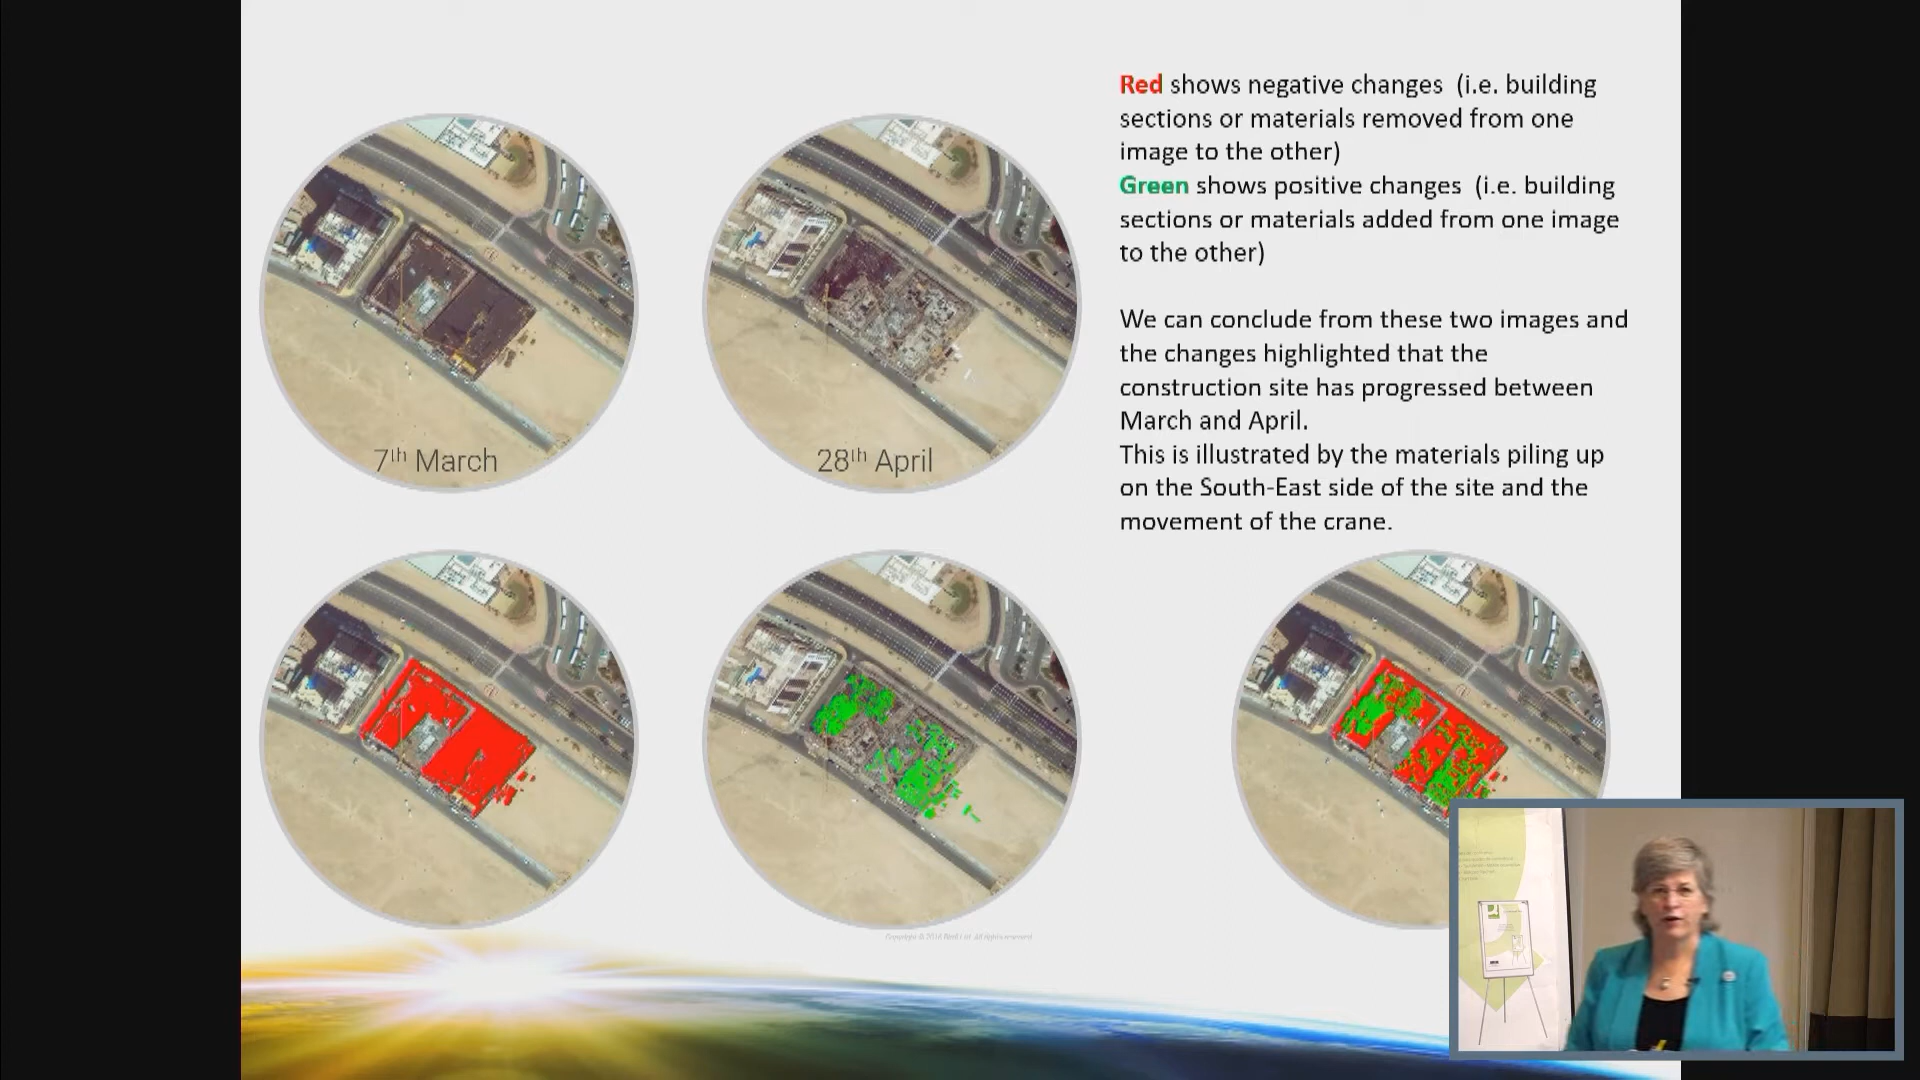 Red shows negative changes (i.e. building
sections or materials removed from one
image to the other)
Green shows positive changes (i.e. building
sections or materials added from one image
to the other)
We can conclude from these two images and
the changes highlighted that the
construction site has progressed between
March and April.
This is illustrated by the materials piling up
on the South-East side of the site and the
movement of the crane.
7th March
28th April